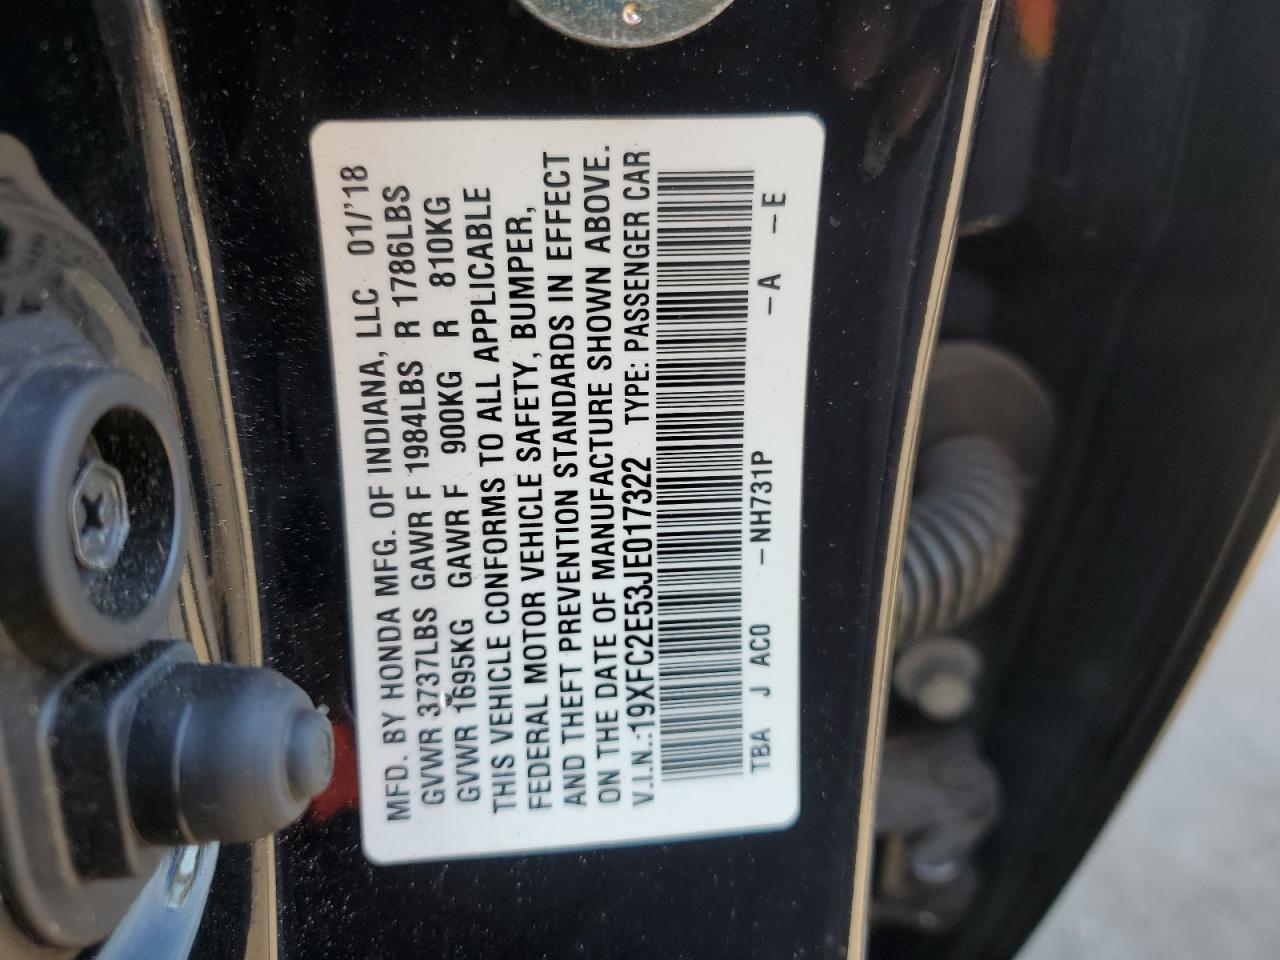 MFD. BY HONDA MFG. OF INDIANA, LLC 01/'18
GVWR 3737LBS GAWR F 1984LBS R 1786LBS
GVWR 1695KG GAWR F 900KG R 810KG
THIS VEHICLE CONFORMS TO ALL APPLICABLE
FEDERAL MOTOR VEHICLE SAFETY, BUMPER,
AND THEFT PREVENTION STANDARDS IN EFFECT
ON THE DATE OF MANUFACTURE SHOWN ABOVE.
V.I.N.:19XFC2E53JE017322 TYPE: PASSENGER CAR
TBA J AC0 -NH731P -A -E